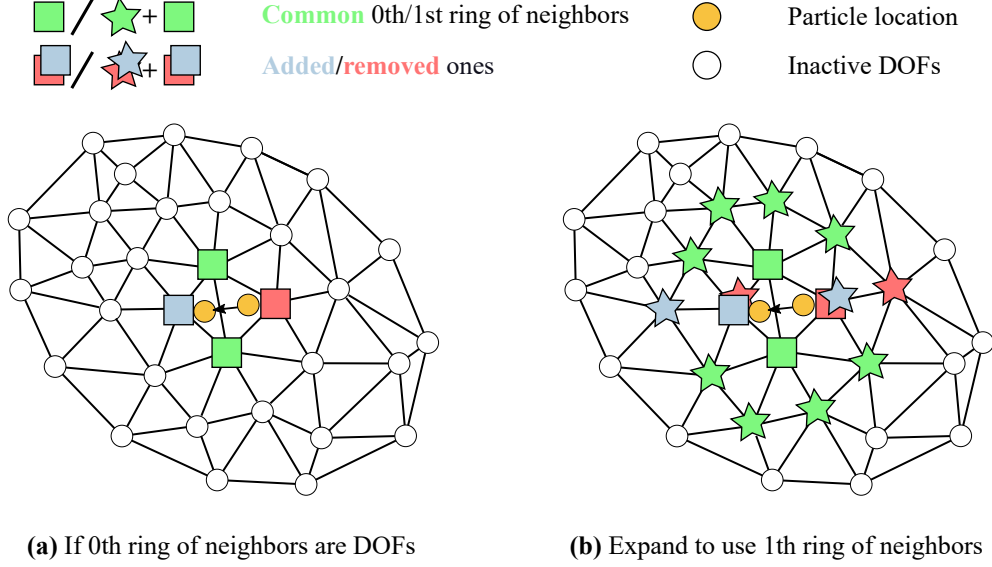 / + Common 0th/1st ring of neighbors Particle location
/ + Added/removed ones Inactive DOFs
(a) If 0th ring of neighbors are DOFs (b) Expand to use 1th ring of neighbors